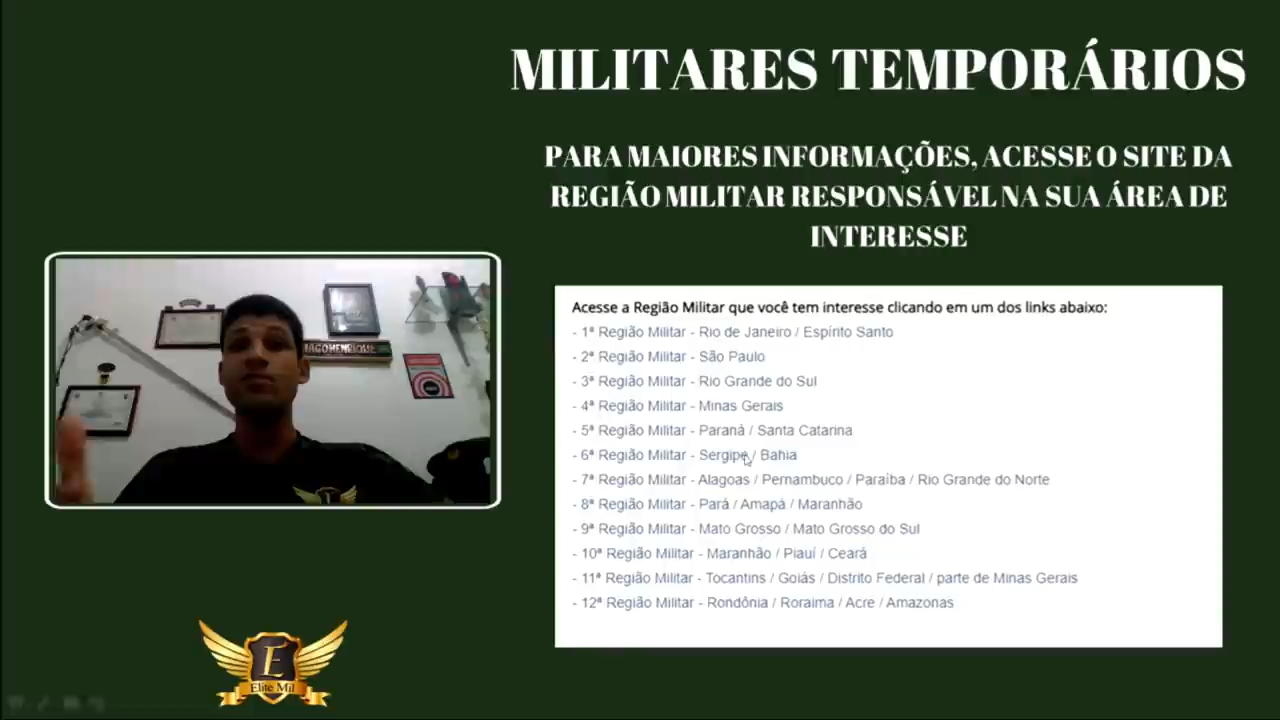 MILITARES TEMPORÁRIOS
PARA MAIORES INFORMAÇÕES, ACESSE O SITE DA
REGIÃO MILITAR RESPONSÁVEL NA SUA ÁREA DE
INTERESSE
IAGO HENRIQUE
Acesse a Região Militar que você tem interesse clicando em um dos links abaixo:
- 1ª Região Militar - Rio de Janeiro / Espírito Santo
- 2ª Região Militar - São Paulo
- 3ª Região Militar - Rio Grande do Sul
- 4ª Região Militar - Minas Gerais
- 5ª Região Militar - Paraná / Santa Catarina
- 6ª Região Militar - Sergipe / Bahia
- 7ª Região Militar - Alagoas / Pernambuco / Paraíba / Rio Grande do Norte
- 8ª Região Militar - Pará / Amapá / Maranhão
- 9ª Região Militar - Mato Grosso / Mato Grosso do Sul
- 10ª Região Militar - Maranhão / Piauí / Ceará
- 11ª Região Militar - Tocantins / Goiás / Distrito Federal / parte de Minas Gerais
- 12ª Região Militar - Rondônia / Roraima / Acre / Amazonas
E
Elite Mil